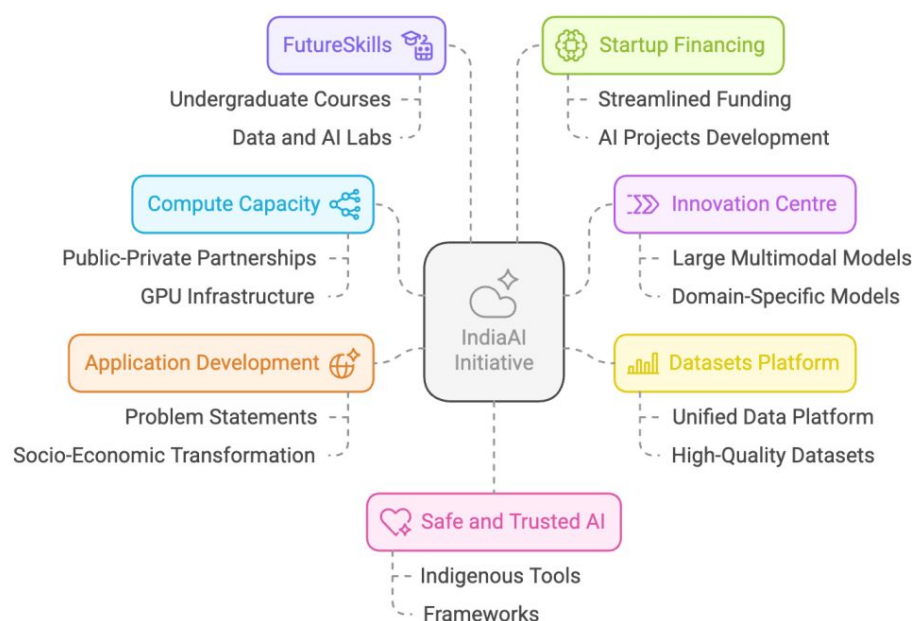 FutureSkills
Undergraduate Courses
Data and AI Labs
Startup Financing
Streamlined Funding
AI Projects Development
Compute Capacity
Public-Private Partnerships
GPU Infrastructure
Innovation Centre
Large Multimodal Models
Domain-Specific Models
IndiaAI
Initiative
Application Development
Problem Statements
Socio-Economic Transformation
Datasets Platform
Unified Data Platform
High-Quality Datasets
Safe and Trusted AI
Indigenous Tools
Frameworks